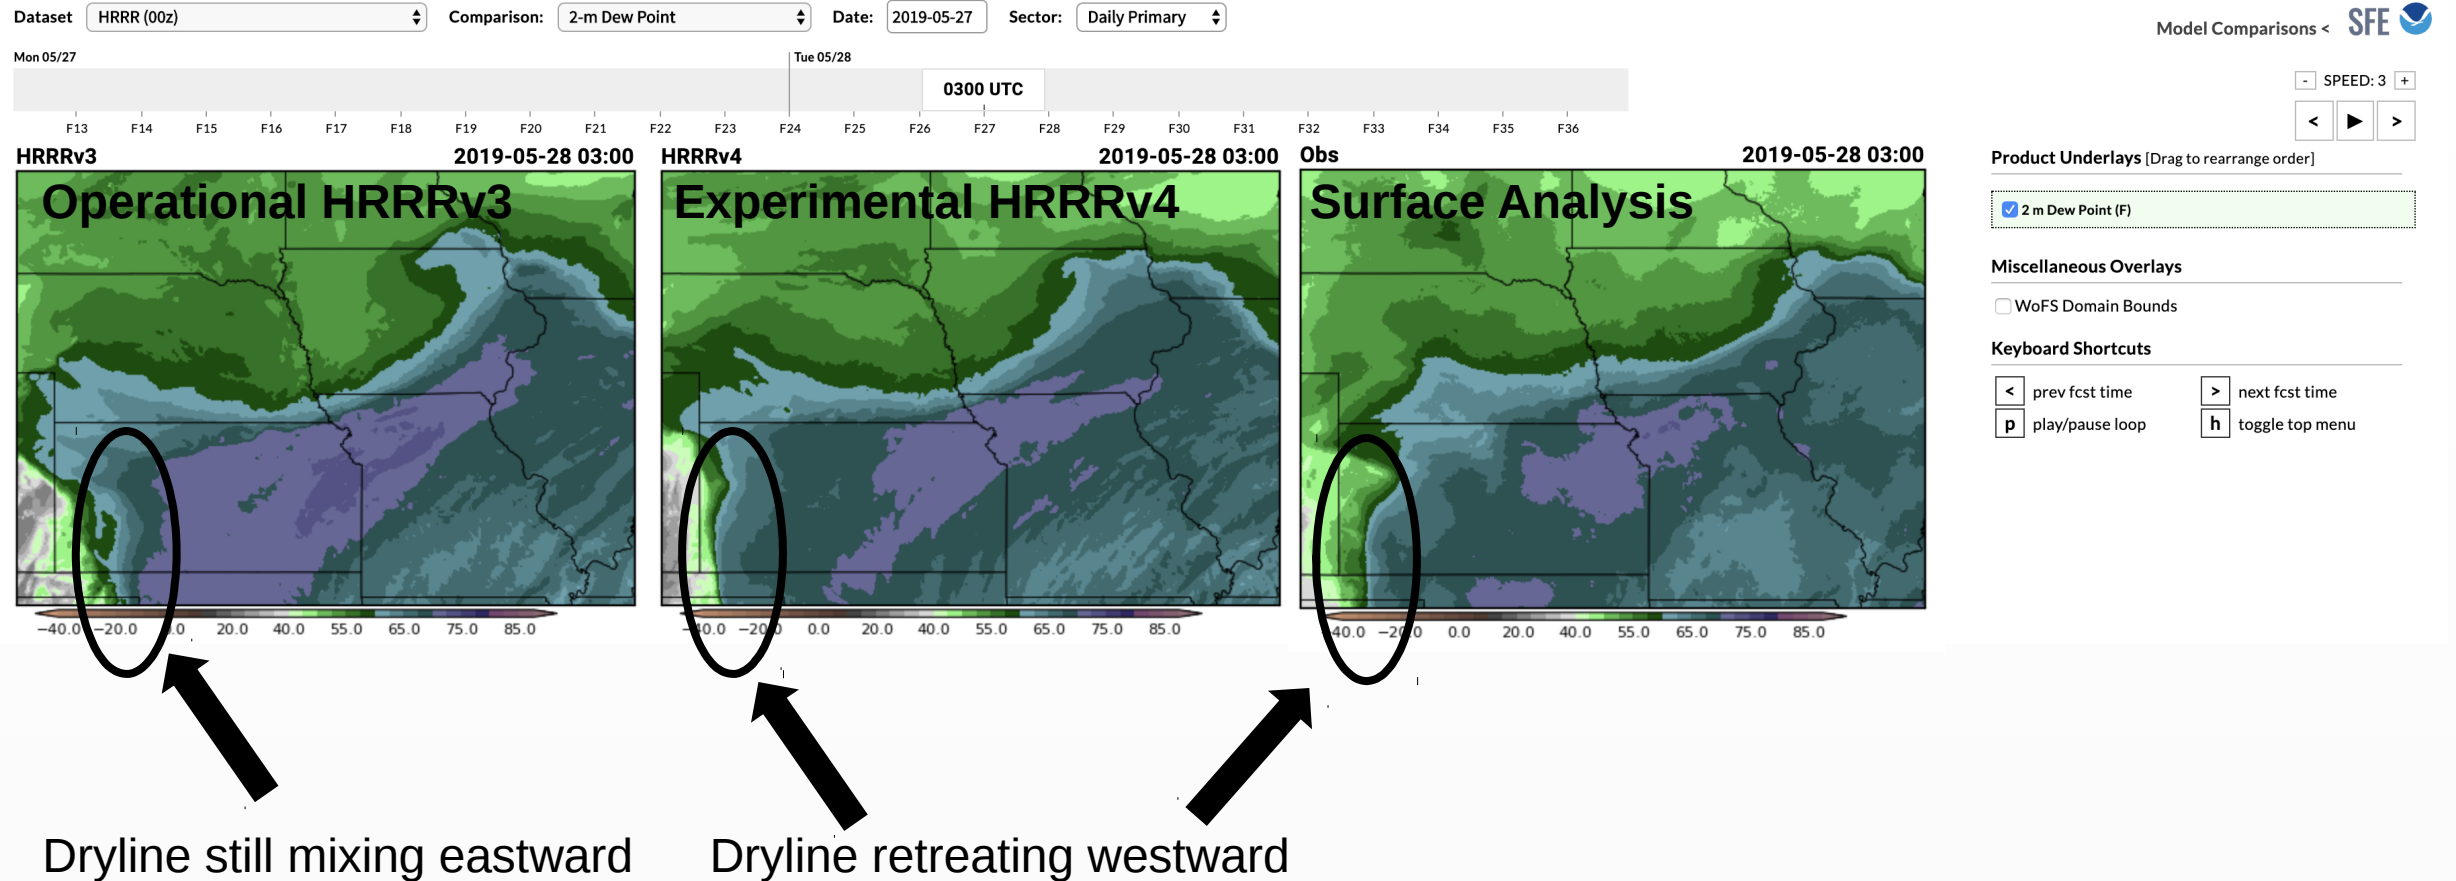 Dataset HRRR (00z) Comparison: 2-m Dew Point Date: 2019-05-27 Sector: Daily Primary
Model Comparisons < SFE
Mon 05/27 Tue 05/28
0300 UTC
- SPEED: 3 +
< ▶ >
F13 F14 F15 F16 F17 F18 F19 F20 F21 F22 F23 F24 F25 F26 F27 F28 F29 F30 F31 F32 F33 F34 F35 F36
HRRRv3 2019-05-28 03:00 HRRRv4 2019-05-28 03:00 Obs 2019-05-28 03:00
Operational HRRRv3 Experimental HRRRv4 Surface Analysis
Product Underlays [Drag to rearrange order]
2 m Dew Point (F)
Miscellaneous Overlays
WoFS Domain Bounds
Keyboard Shortcuts
< prev fcst time > next fcst time
p play/pause loop h toggle top menu
−40.0 −20.0 20.0 40.0 55.0 65.0 75.0 85.0
0.0 20.0 40.0 55.0 65.0 75.0 85.0
0.0 20.0 40.0 55.0 65.0 75.0 85.0
Dryline still mixing eastward Dryline retreating westward